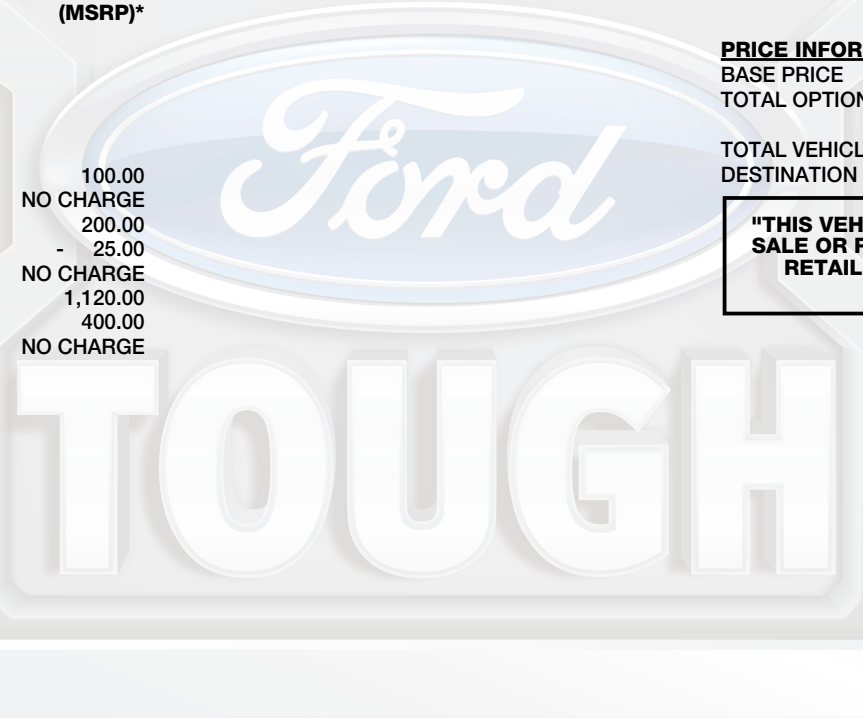 (MSRP)*
100.00
NO CHARGE
200.00
- 25.00
NO CHARGE
1,120.00
400.00
NO CHARGE
PRICE INFOR
BASE PRICE
TOTAL OPTION
TOTAL VEHICL
DESTINATION
"THIS VEH
SALE OR
RETAIL
Ford
TOUGH